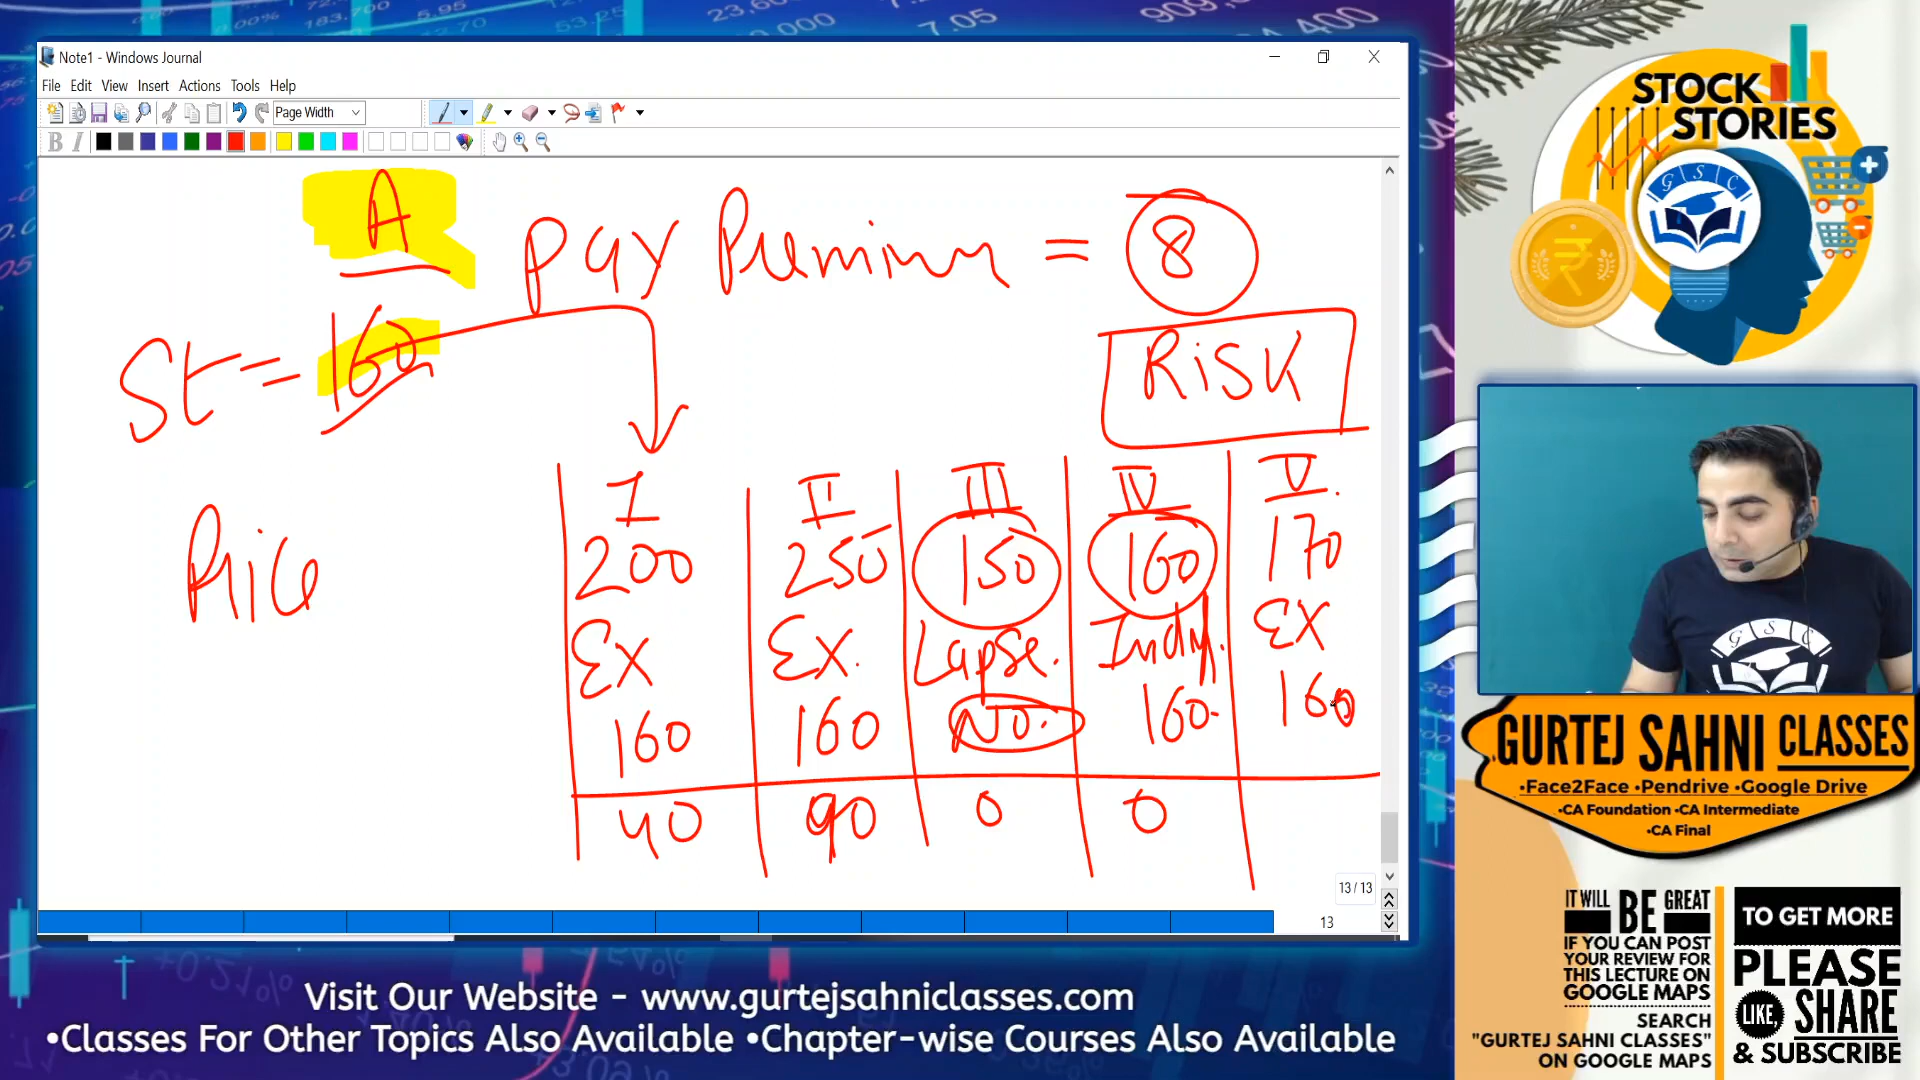 Note1 - Windows Journal
File Edit View Insert Actions Tools Help
Page Width
B I
A Pay Premium = 8
St = 160
RISK
Price
I II III IV V.
200 250 150 160 170
EX EX. Lapse. EX
160 160 NO. 160 160
40 90 0 0
13 / 13
13
STOCK
STORIES
GSC
GSC
GURTEJ SAHNI CLASSES
•Face2Face •Pendrive •Google Drive
•CA Foundation •CA Intermediate
•CA Final
IT WILL
BE GREAT
IF YOU CAN POST
YOUR REVIEW FOR
THIS LECTURE ON
GOOGLE MAPS
SEARCH
"GURTEJ SAHNI CLASSES"
ON GOOGLE MAPS
TO GET MORE
PLEASE
LIKE, SHARE
& SUBSCRIBE
Visit Our Website - www.gurtejsahniclasses.com
•Classes For Other Topics Also Available •Chapter-wise Courses Also Available